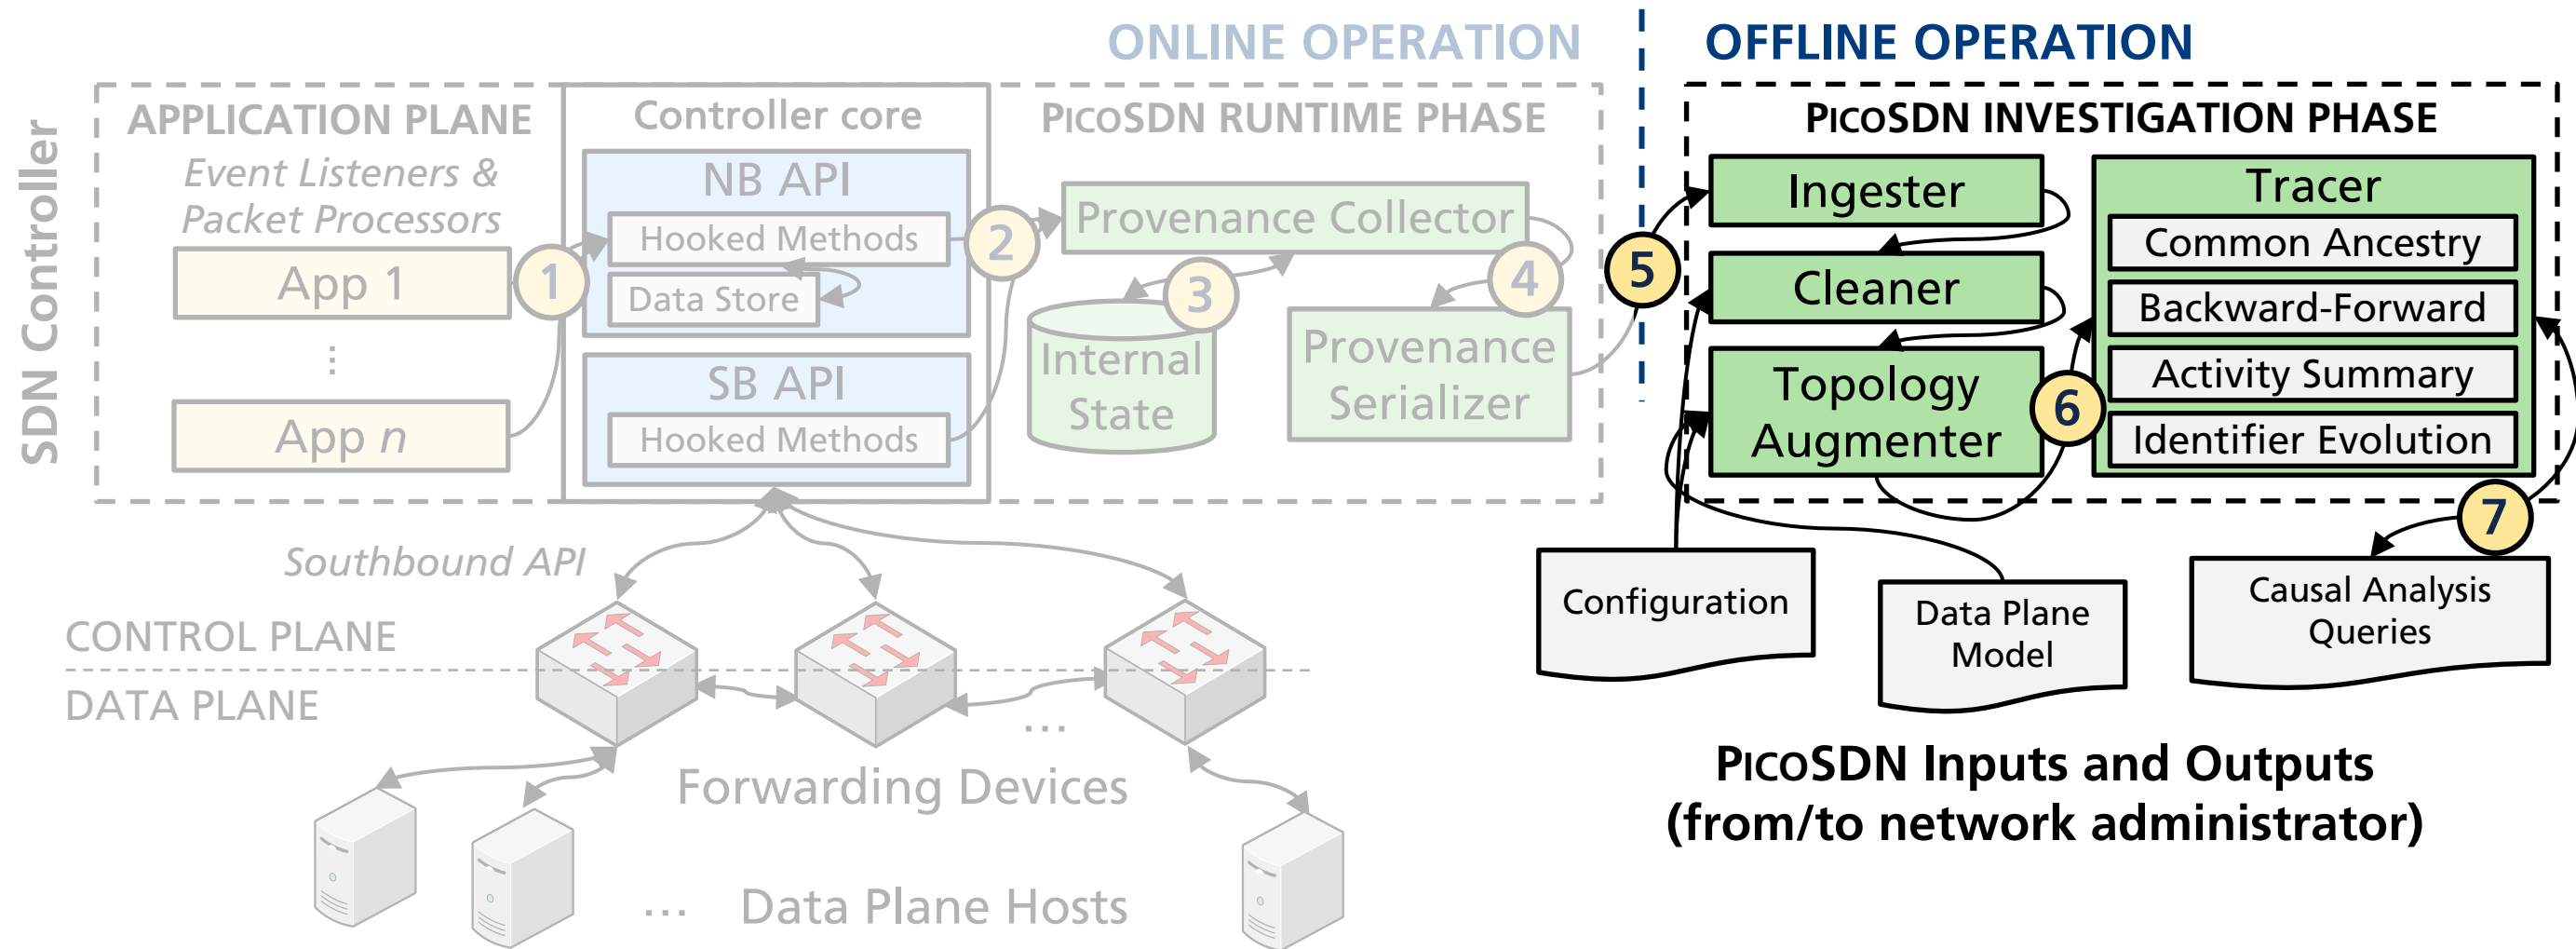 ONLINE OPERATION
OFFLINE OPERATION
SDN Controller
APPLICATION PLANE
Event Listeners &
Packet Processors
App 1
⋮
App n
1
Controller core
NB API
Hooked Methods
Data Store
SB API
Hooked Methods
2
PICOSDN RUNTIME PHASE
Provenance Collector
3
4
Internal
State
Provenance
Serializer
5
PICOSDN INVESTIGATION PHASE
Ingester
Cleaner
Topology
Augmenter
6
Tracer
Common Ancestry
Backward-Forward
Activity Summary
Identifier Evolution
7
Southbound API
CONTROL PLANE
DATA PLANE
...
Forwarding Devices
... Data Plane Hosts
Configuration
Data Plane
Model
Causal Analysis
Queries
PICOSDN Inputs and Outputs
(from/to network administrator)